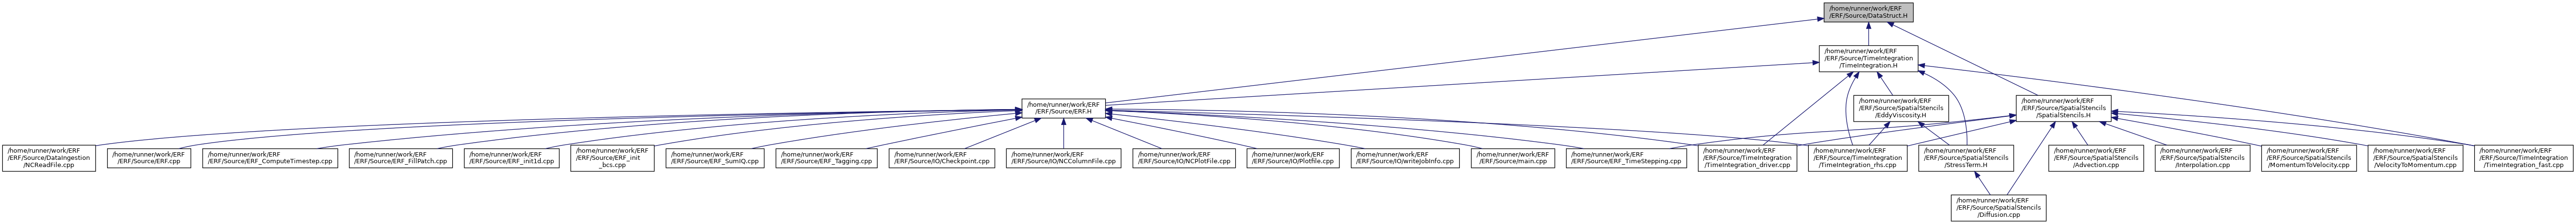 /home/runner/work/ERF
/ERF/Source/DataStruct.H
/home/runner/work/ERF
/ERF/Source/TimeIntegration
/TimeIntegration.H
/home/runner/work/ERF
/ERF/Source/ERF.H
/home/runner/work/ERF
/ERF/Source/SpatialStencils
/EddyViscosity.H
/home/runner/work/ERF
/ERF/Source/SpatialStencils
/SpatialStencils.H
/home/runner/work/ERF
/ERF/Source/DataIngestion
/NCReadFile.cpp
/home/runner/work/ERF
/ERF/Source/ERF.cpp
/home/runner/work/ERF
/ERF/Source/ERF_ComputeTimestep.cpp
/home/runner/work/ERF
/ERF/Source/ERF_FillPatch.cpp
/home/runner/work/ERF
/ERF/Source/ERF_init1d.cpp
/home/runner/work/ERF
/ERF/Source/ERF_init
_bcs.cpp
/home/runner/work/ERF
/ERF/Source/ERF_SumIQ.cpp
/home/runner/work/ERF
/ERF/Source/ERF_Tagging.cpp
/home/runner/work/ERF
/ERF/Source/IO/Checkpoint.cpp
/home/runner/work/ERF
/ERF/Source/IO/NCColumnFile.cpp
/home/runner/work/ERF
/ERF/Source/IO/NCPlotFile.cpp
/home/runner/work/ERF
/ERF/Source/IO/Plotfile.cpp
/home/runner/work/ERF
/ERF/Source/IO/writeJobInfo.cpp
/home/runner/work/ERF
/ERF/Source/main.cpp
/home/runner/work/ERF
/ERF/Source/ERF_TimeStepping.cpp
/home/runner/work/ERF
/ERF/Source/TimeIntegration
/TimeIntegration_driver.cpp
/home/runner/work/ERF
/ERF/Source/TimeIntegration
/TimeIntegration_rhs.cpp
/home/runner/work/ERF
/ERF/Source/SpatialStencils
/StressTerm.H
/home/runner/work/ERF
/ERF/Source/SpatialStencils
/Advection.cpp
/home/runner/work/ERF
/ERF/Source/SpatialStencils
/Interpolation.cpp
/home/runner/work/ERF
/ERF/Source/SpatialStencils
/MomentumToVelocity.cpp
/home/runner/work/ERF
/ERF/Source/SpatialStencils
/VelocityToMomentum.cpp
/home/runner/work/ERF
/ERF/Source/TimeIntegration
/TimeIntegration_fast.cpp
/home/runner/work/ERF
/ERF/Source/SpatialStencils
/Diffusion.cpp